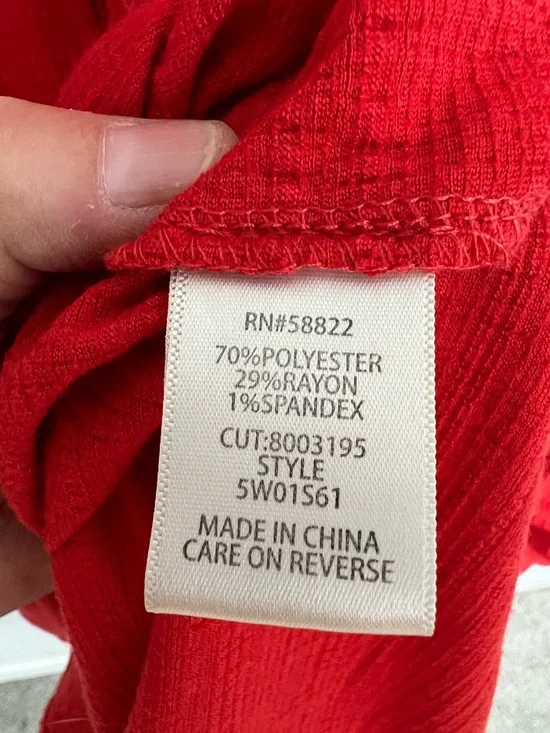 RN#58822
70%POLYESTER
29%RAYON
1%SPANDEX
CUT:8003195
STYLE
5W01S61
MADE IN CHINA
CARE ON REVERSE